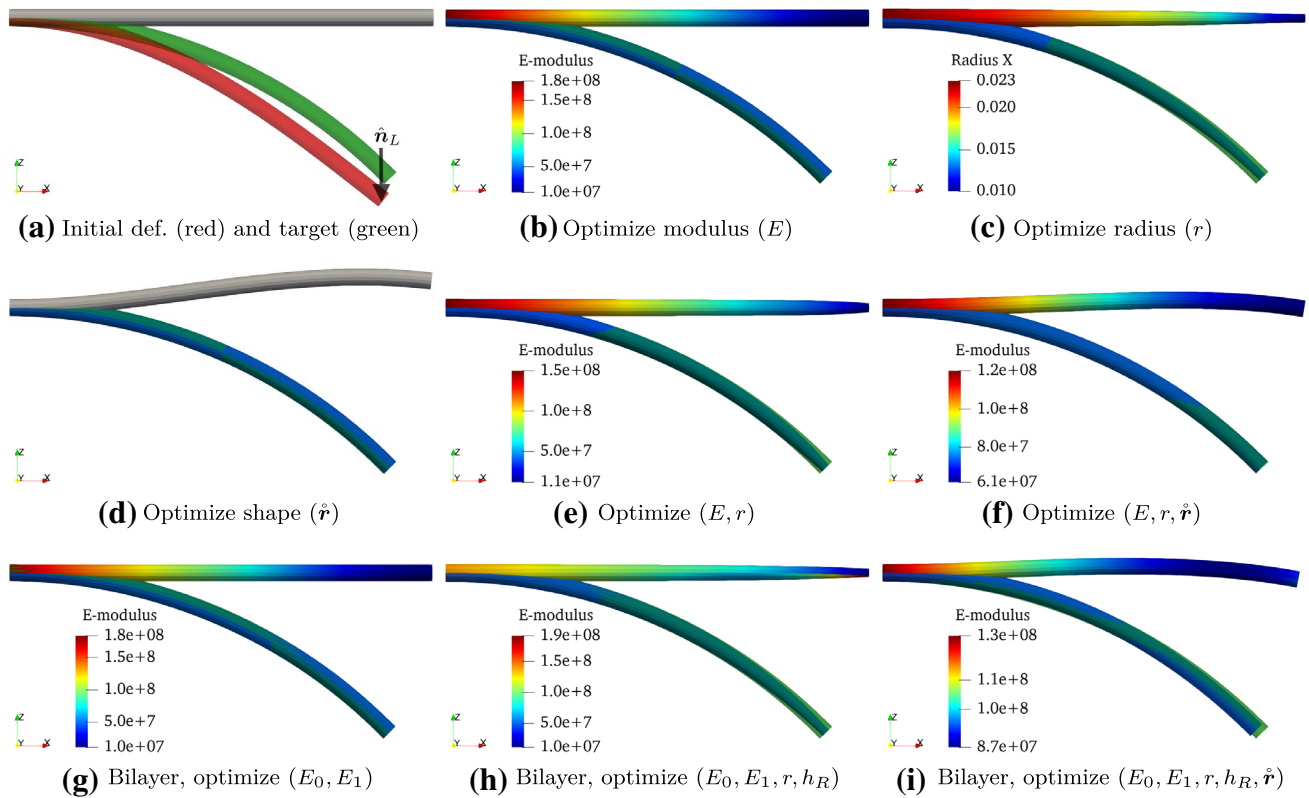 n̂_L
Z
Y X
(a) Initial def. (red) and target (green)
E-modulus
1.8e+08
1.5e+8
1.0e+8
5.0e+7
1.0e+07
Z
Y X
(b) Optimize modulus (E)
Radius X
0.023
0.020
0.015
0.010
Z
Y X
(c) Optimize radius (r)
Z
Y X
(d) Optimize shape (r̊)
E-modulus
1.5e+08
1.0e+8
5.0e+7
1.1e+07
Z
Y X
(e) Optimize (E, r)
E-modulus
1.2e+08
1.0e+8
8.0e+7
6.1e+07
Z
Y X
(f) Optimize (E, r, r̊)
E-modulus
1.8e+08
1.5e+8
1.0e+8
5.0e+7
1.0e+07
Z
Y X
(g) Bilayer, optimize (E₀, E₁)
E-modulus
1.9e+08
1.5e+8
1.0e+8
5.0e+7
1.0e+07
Z
Y X
(h) Bilayer, optimize (E₀, E₁, r, h_R)
E-modulus
1.3e+08
1.1e+8
1.0e+8
8.7e+07
Z
Y X
(i) Bilayer, optimize (E₀, E₁, r, h_R, r̊)